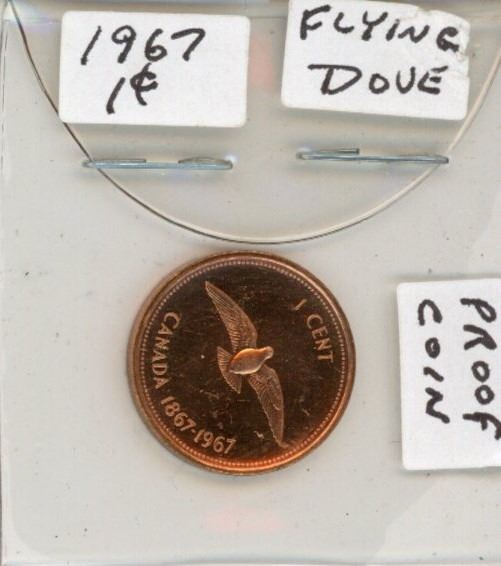 1967
1¢
FLYING
DOVE
1 CENT
CANADA 1867-1967
PROOF
COIN